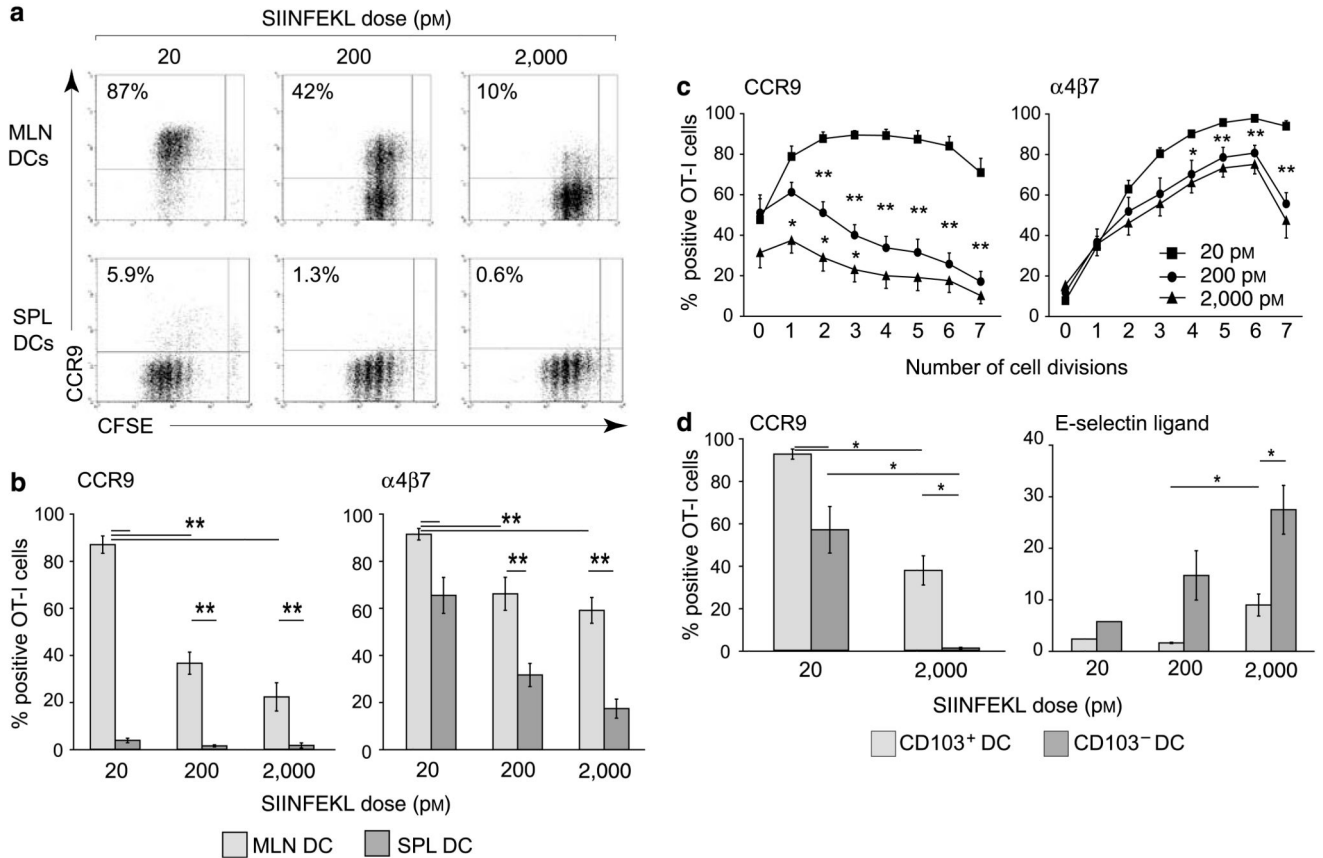 a
SIINFEKL dose (pM)
20 200 2,000
87% 42% 10%
MLN DCs
5.9% 1.3% 0.6%
SPL DCs
CCR9
CFSE
b
CCR9 α4β7
% positive OT-I cells
100 100
80 80
60 60
40 40
20 20
0 0
** ** ** ** ** **
20 200 2,000 20 200 2,000
SIINFEKL dose (pM)
MLN DC SPL DC
c
CCR9 α4β7
% positive OT-I cells
100 100
80 80
60 60
40 40
20 20
0 0
** ** ** ** ** **
* * *
* ** ** **
20 pM
200 pM
2,000 pM
0 1 2 3 4 5 6 7 0 1 2 3 4 5 6 7
Number of cell divisions
d
CCR9 E-selectin ligand
% positive OT-I cells
100 40
80 30
60 20
40 10
20 0
0
* * * * *
20 2,000 20 200 2,000
SIINFEKL dose (pM)
CD103+ DC CD103− DC